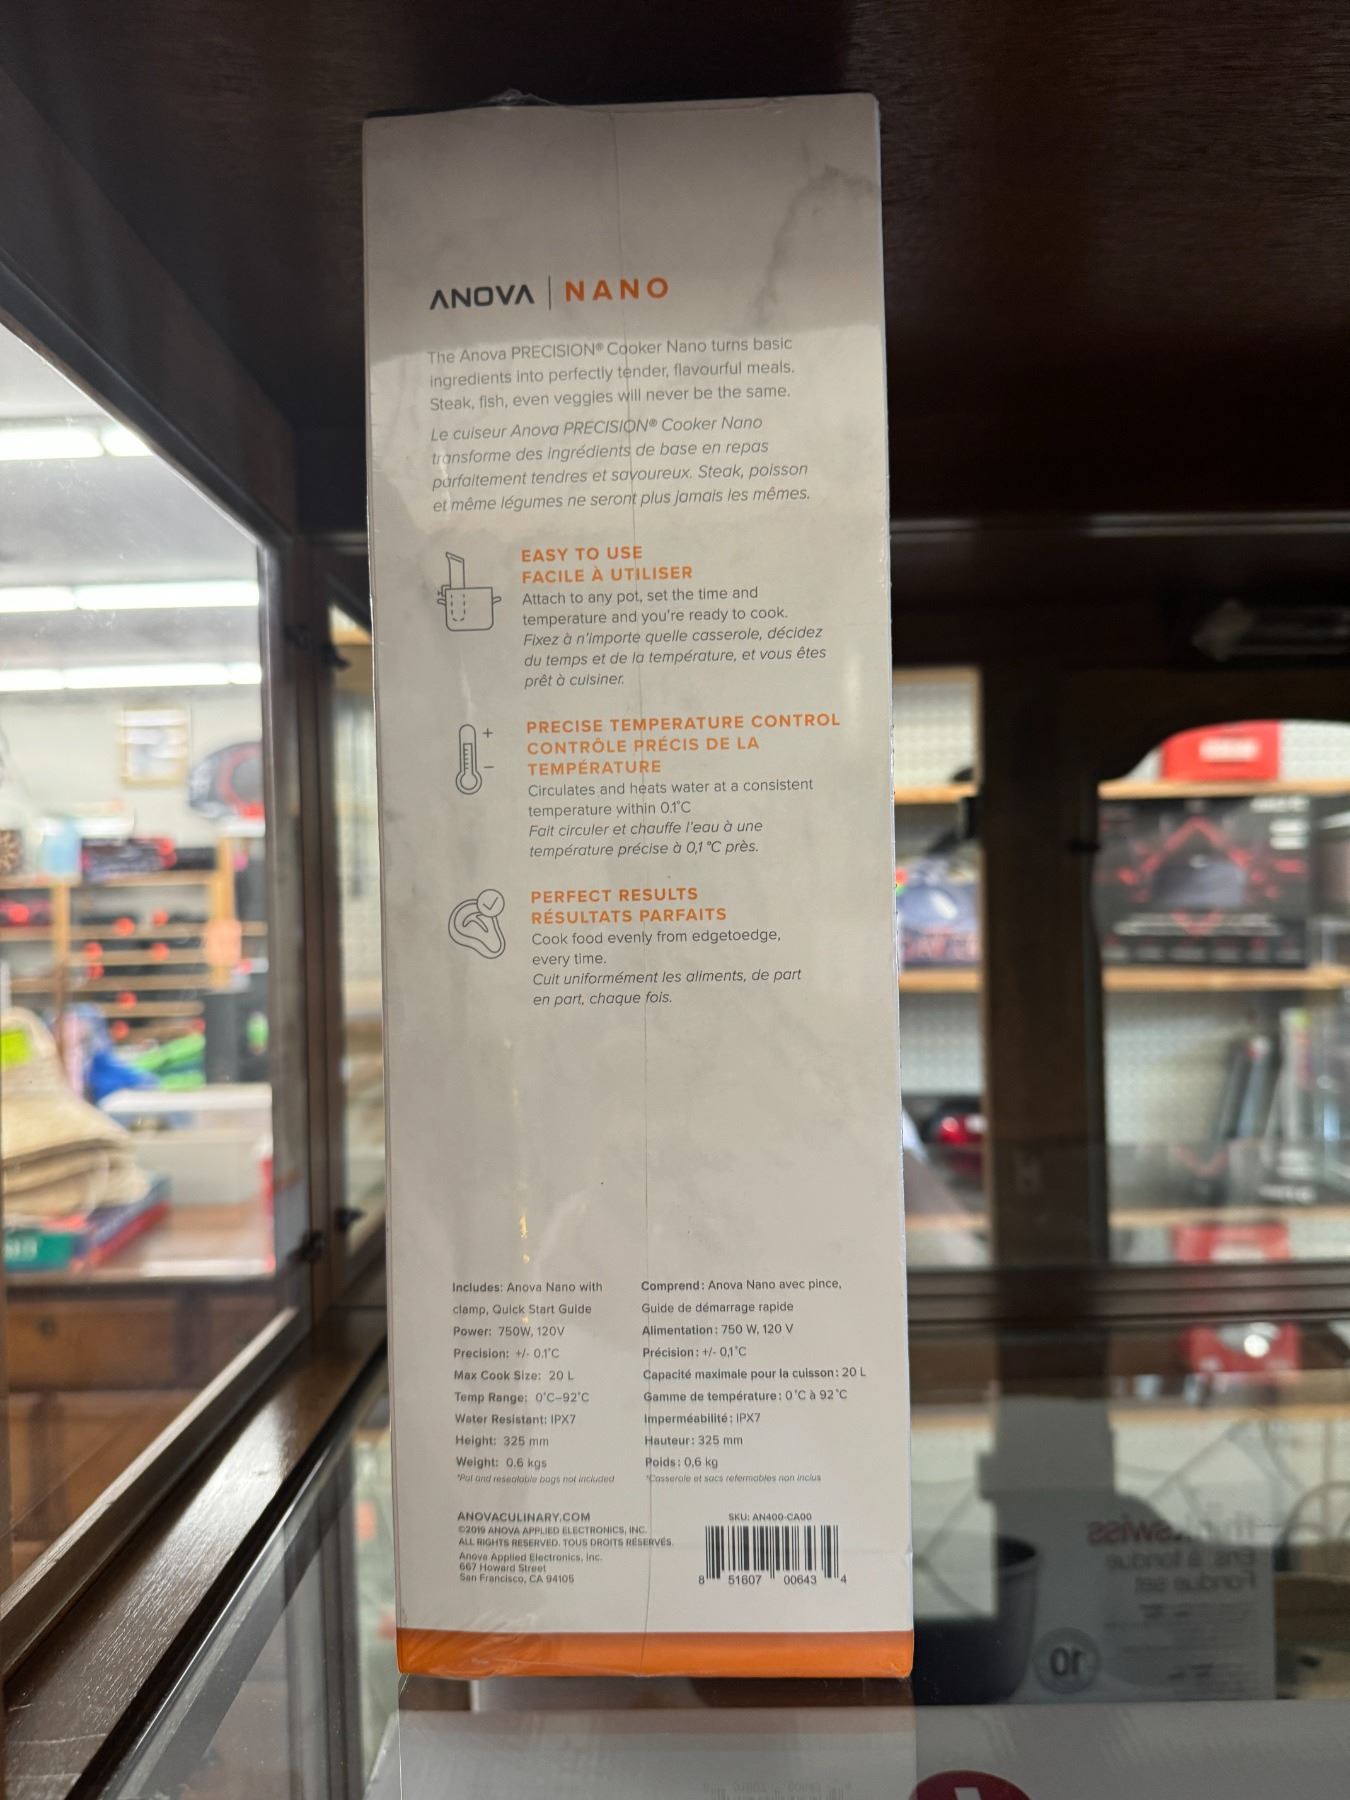 ANOVA | NANO
The Anova PRECISION® Cooker Nano turns basic
ingredients into perfectly tender, flavourful meals.
Steak, fish, even veggies will never be the same.
Le cuiseur Anova PRECISION® Cooker Nano
transforme des ingrédients de base en repas
parfaitement tendres et savoureux. Steak, poisson
et même légumes ne seront plus jamais les mêmes.
EASY TO USE
FACILE À UTILISER
Attach to any pot, set the time and
temperature and you're ready to cook.
Fixez à n'importe quelle casserole, décidez
du temps et de la température, et vous êtes
prêt à cuisiner.
PRECISE TEMPERATURE CONTROL
CONTRÔLE PRÉCIS DE LA
TEMPÉRATURE
Circulates and heats water at a consistent
temperature within 0.1°C
Fait circuler et chauffe l'eau à une
température précise à 0,1 °C près.
PERFECT RESULTS
RÉSULTATS PARFAITS
Cook food evenly from edgetoedge,
every time.
Cuit uniformément les aliments, de part
en part, chaque fois.
Includes: Anova Nano with
clamp, Quick Start Guide
Power: 750W, 120V
Precision: +/- 0.1°C
Max Cook Size: 20 L
Temp Range: 0°C–92°C
Water Resistant: IPX7
Height: 325 mm
Weight: 0.6 kgs
*Pot and resealable bags not included
Comprend : Anova Nano avec pince,
Guide de démarrage rapide
Alimentation : 750 W, 120 V
Précision : +/- 0,1°C
Capacité maximale pour la cuisson : 20 L
Gamme de température : 0°C à 92°C
Imperméabilité : IPX7
Hauteur : 325 mm
Poids : 0,6 kg
*Casserole et sacs refermables non inclus
ANOVACULINARY.COM
©2019 ANOVA APPLIED ELECTRONICS, INC.
ALL RIGHTS RESERVED. TOUS DROITS RÉSERVÉS.
Anova Applied Electronics, Inc.
667 Howard Street
San Francisco, CA 94105
SKU: AN400-CA00
8 51607 00643 4
swiss
Fondue set
10